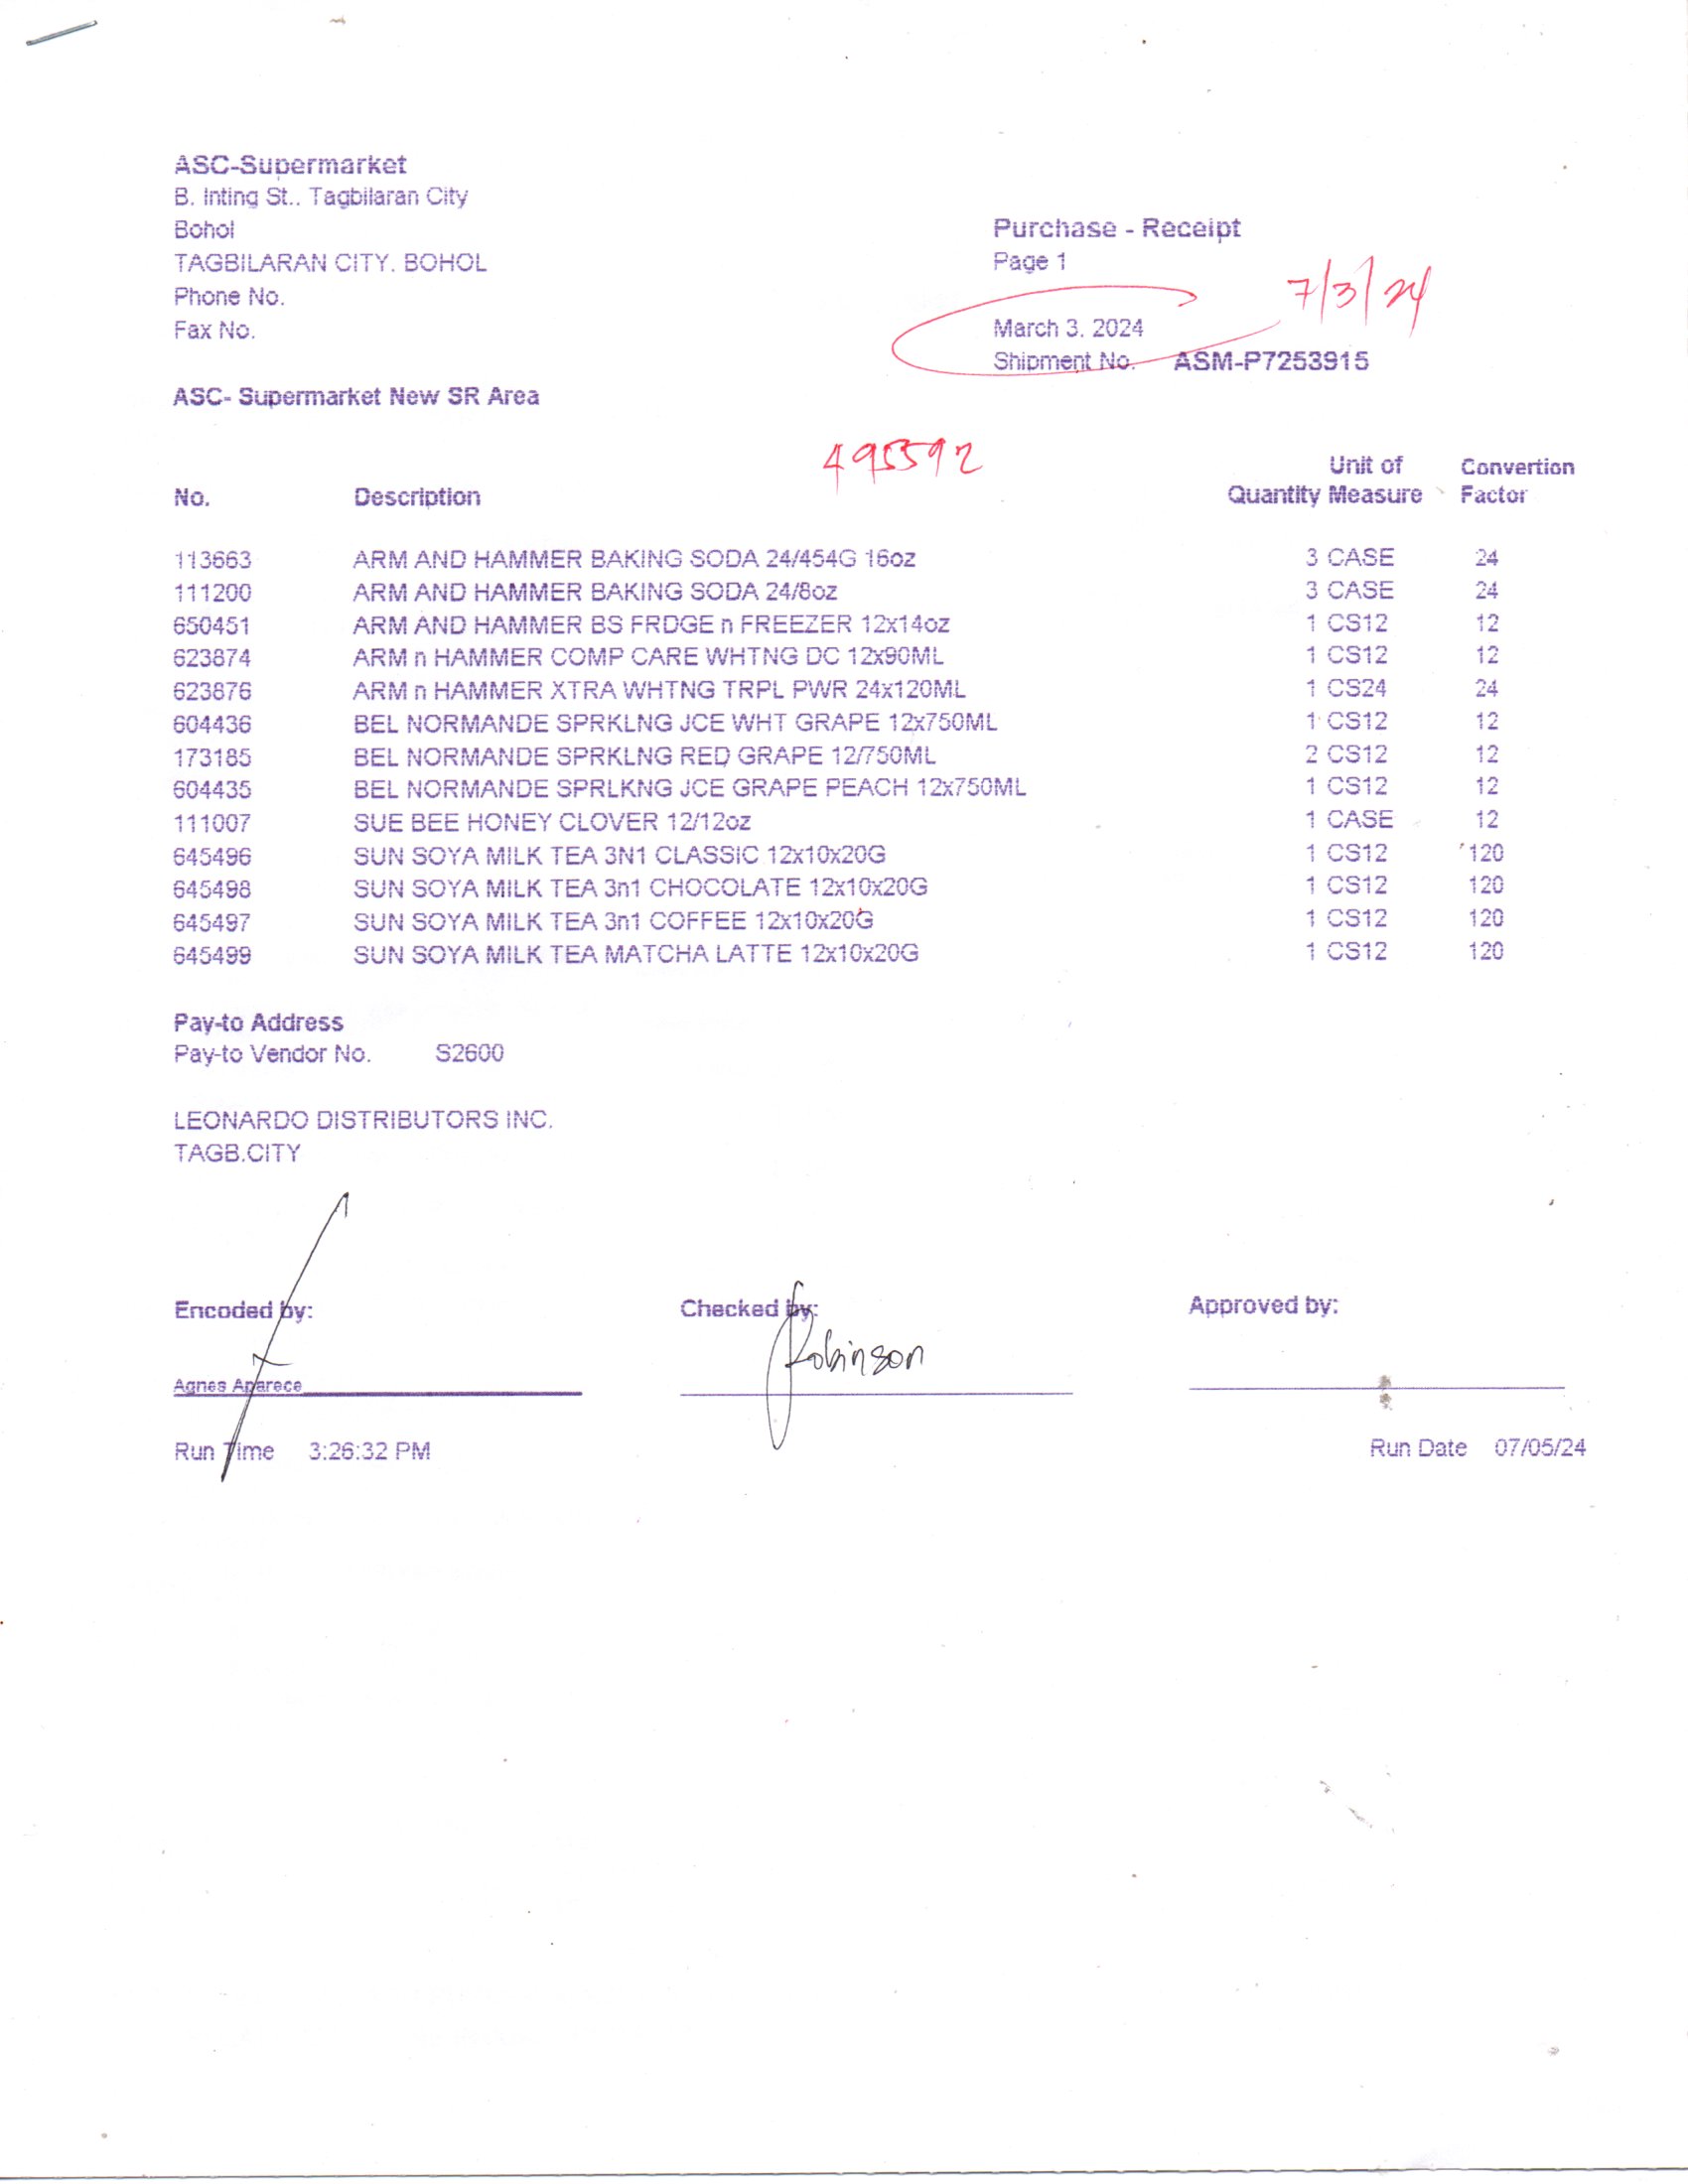 ASC-Supermarket
B. Inting St.. Tagbilaran City
Bohol
TAGBILARAN CITY. BOHOL
Phone No.
Fax No.
Purchase - Receipt
Page 1
7/3/24
March 3. 2024
Shipment No. ASM-P7253915
ASC- Supermarket New SR Area
495592
No. Description Quantity Unit of Measure Convertion Factor
113663 ARM AND HAMMER BAKING SODA 24/454G 16oz 3 CASE 24
111200 ARM AND HAMMER BAKING SODA 24/8oz 3 CASE 24
650451 ARM AND HAMMER BS FRDGE n FREEZER 12x14oz 1 CS12 12
623874 ARM n HAMMER COMP CARE WHTNG DC 12x90ML 1 CS12 12
623876 ARM n HAMMER XTRA WHTNG TRPL PWR 24x120ML 1 CS24 24
604436 BEL NORMANDE SPRKLNG JCE WHT GRAPE 12x750ML 1 CS12 12
173185 BEL NORMANDE SPRKLNG RED GRAPE 12/750ML 2 CS12 12
604435 BEL NORMANDE SPRLKNG JCE GRAPE PEACH 12x750ML 1 CS12 12
111007 SUE BEE HONEY CLOVER 12/12oz 1 CASE 12
645496 SUN SOYA MILK TEA 3N1 CLASSIC 12x10x20G 1 CS12 120
645498 SUN SOYA MILK TEA 3n1 CHOCOLATE 12x10x20G 1 CS12 120
645497 SUN SOYA MILK TEA 3n1 COFFEE 12x10x20G 1 CS12 120
645499 SUN SOYA MILK TEA MATCHA LATTE 12x10x20G 1 CS12 120
Pay-to Address
Pay-to Vendor No. S2600
LEONARDO DISTRIBUTORS INC.
TAGB.CITY
Encoded by: Checked by: Approved by:
Robinson
Agnes Aparece
Run Time 3:26:32 PM Run Date 07/05/24